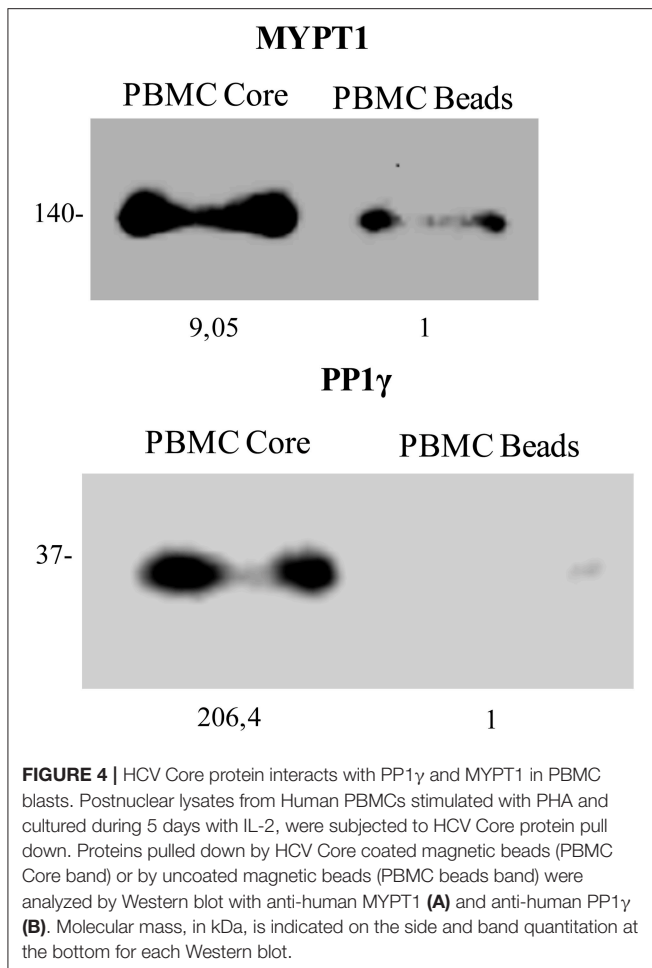 MYPT1
PBMC Core PBMC Beads
140-
9,05 1
PP1γ
PBMC Core PBMC Beads
37-
206,4 1
FIGURE 4 | HCV Core protein interacts with PP1γ and MYPT1 in PBMC
blasts. Postnuclear lysates from Human PBMCs stimulated with PHA and
cultured during 5 days with IL-2, were subjected to HCV Core protein pull
down. Proteins pulled down by HCV Core coated magnetic beads (PBMC
Core band) or by uncoated magnetic beads (PBMC beads band) were
analyzed by Western blot with anti-human MYPT1 (A) and anti-human PP1γ
(B). Molecular mass, in kDa, is indicated on the side and band quantitation at
the bottom for each Western blot.